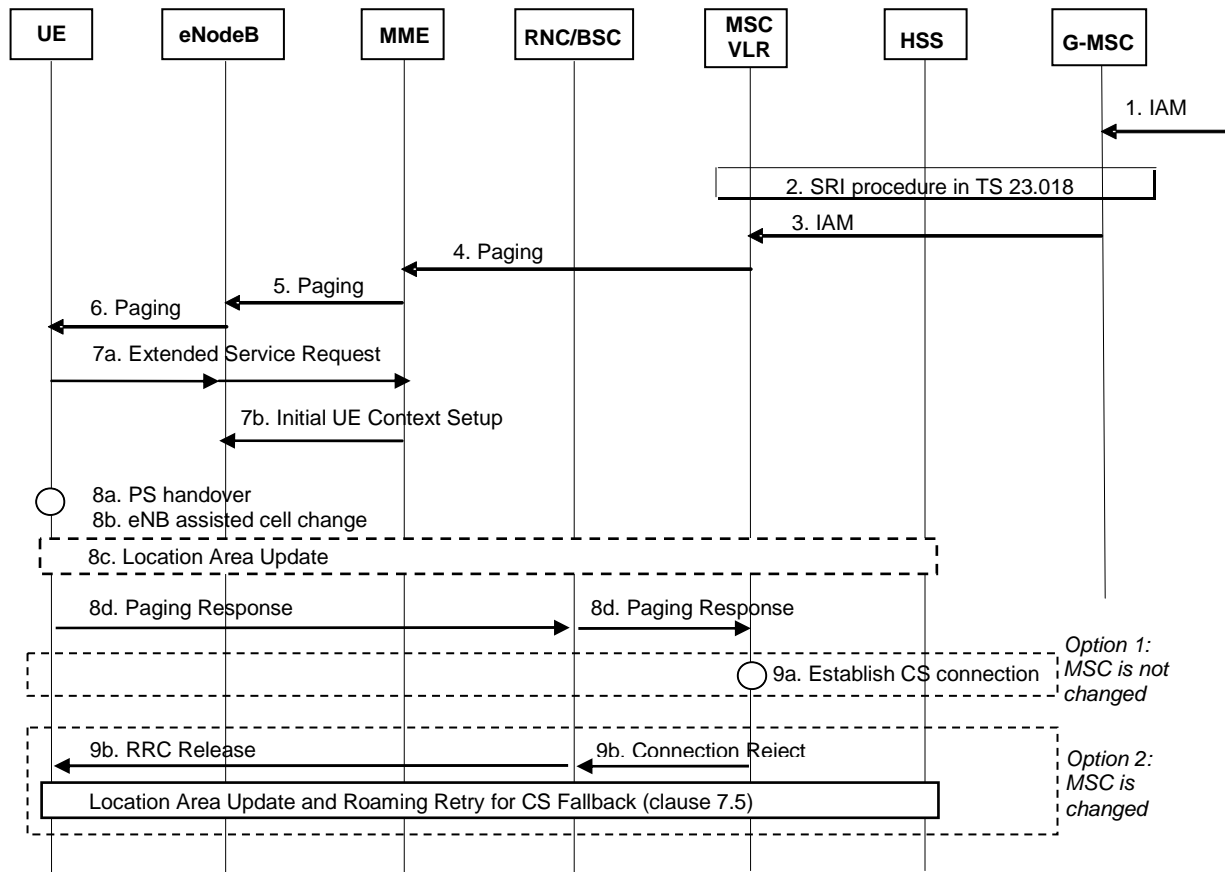 UE
eNodeB
MME
RNC/BSC
MSC
VLR
HSS
G-MSC
1. IAM
2. SRI procedure in TS 23.018
3. IAM
4. Paging
5. Paging
6. Paging
7a. Extended Service Request
7b. Initial UE Context Setup
8a. PS handover
8b. eNB assisted cell change
8c. Location Area Update
8d. Paging Response
8d. Paging Response
Option 1:
MSC is not
changed
9a. Establish CS connection
9b. RRC Release
9b. Connection Reject
Option 2:
MSC is
changed
Location Area Update and Roaming Retry for CS Fallback (clause 7.5)